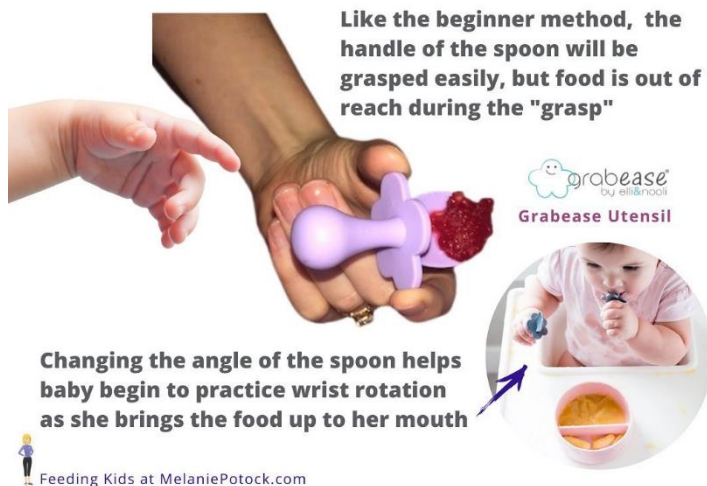 Like the beginner method, the
handle of the spoon will be
grasped easily, but food is out of
reach during the "grasp"
grabease®
by elli&nooli
Grabease Utensil
Changing the angle of the spoon helps
baby begin to practice wrist rotation
as she brings the food up to her mouth
Feeding Kids at MelaniePotock.com